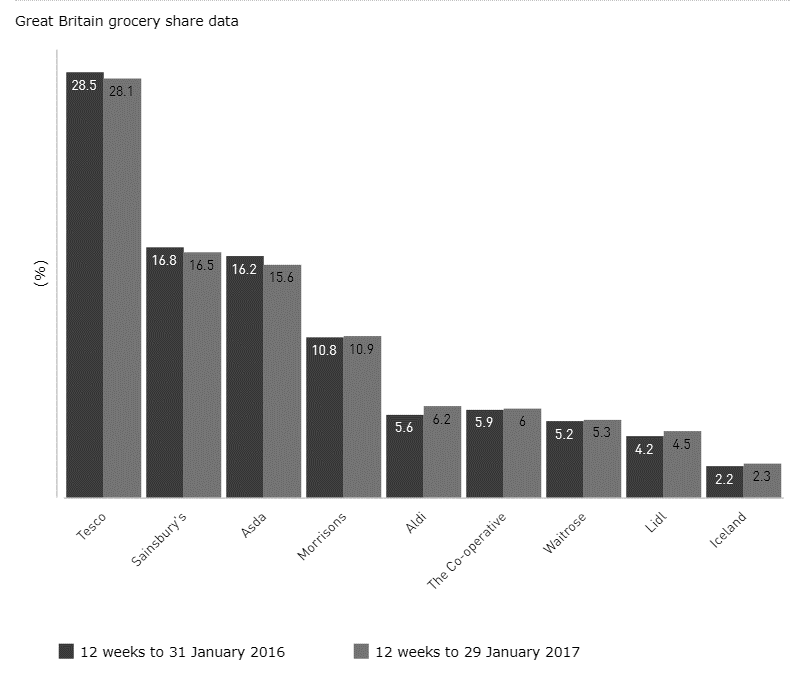 Great Britain grocery share data
(%)
28.5 28.1
16.8 16.5
16.2 15.6
10.8 10.9
5.6 6.2
5.9 6
5.2 5.3
4.2 4.5
2.2 2.3
Tesco
Sainsbury's
Asda
Morrisons
Aldi
The Co-operative
Waitrose
Lidl
Iceland
12 weeks to 31 January 2016
12 weeks to 29 January 2017